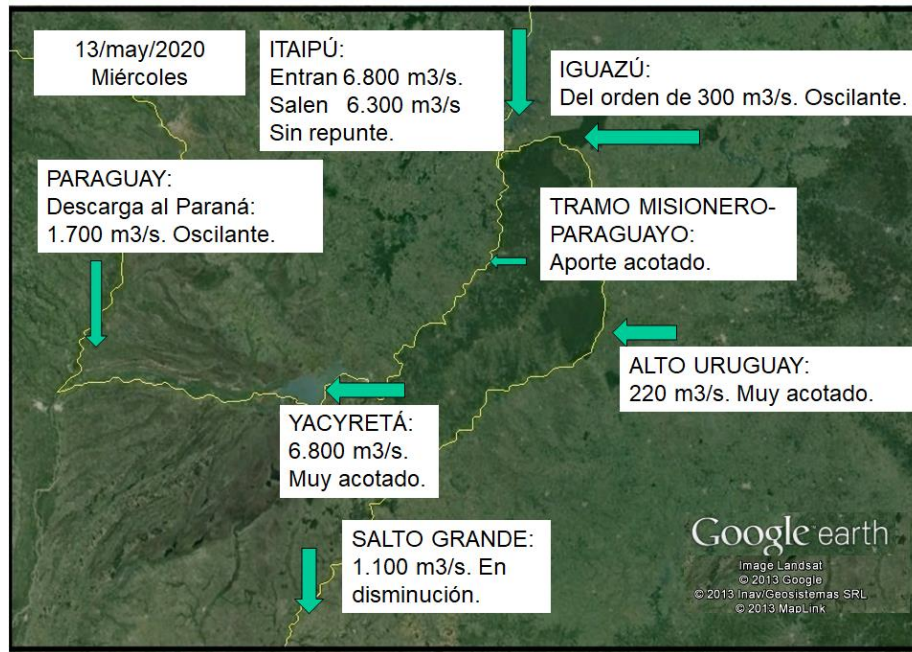 13/may/2020
Miércoles
ITAIPÚ:
Entran 6.800 m3/s.
Salen 6.300 m3/s
Sin repunte.
IGUAZÚ:
Del orden de 300 m3/s. Oscilante.
PARAGUAY:
Descarga al Paraná:
1.700 m3/s. Oscilante.
TRAMO MISIONERO-
PARAGUAYO:
Aporte acotado.
ALTO URUGUAY:
220 m3/s. Muy acotado.
YACYRETÁ:
6.800 m3/s.
Muy acotado.
SALTO GRANDE:
1.100 m3/s. En
disminución.
Google earth
Image Landsat
© 2013 Google
© 2013 Inav/Geosistemas SRL
© 2013 MapLink